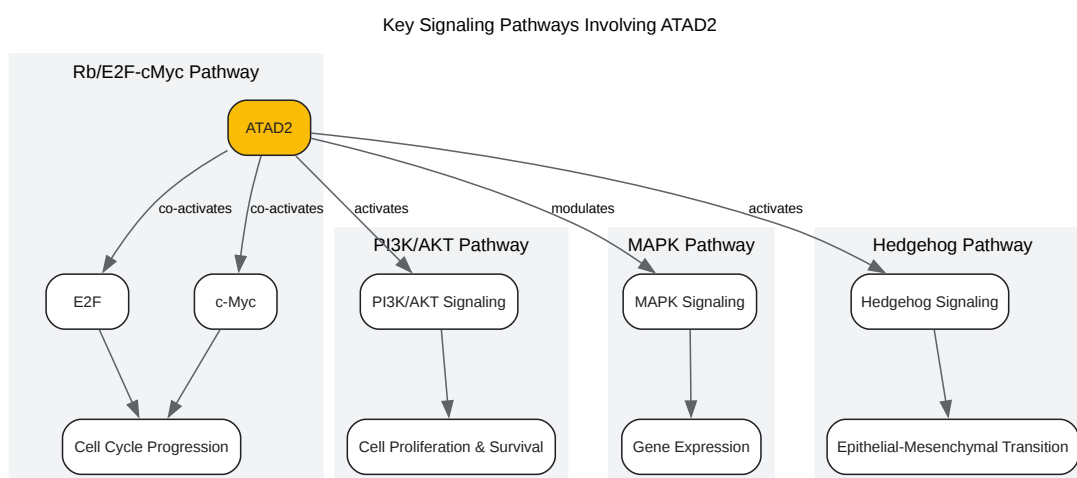 Key Signaling Pathways Involving ATAD2
Rb/E2F-cMyc Pathway
ATAD2
co-activates
co-activates
activates
modulates
activates
PI3K/AKT Pathway
MAPK Pathway
Hedgehog Pathway
E2F
c-Myc
PI3K/AKT Signaling
MAPK Signaling
Hedgehog Signaling
Cell Cycle Progression
Cell Proliferation & Survival
Gene Expression
Epithelial-Mesenchymal Transition